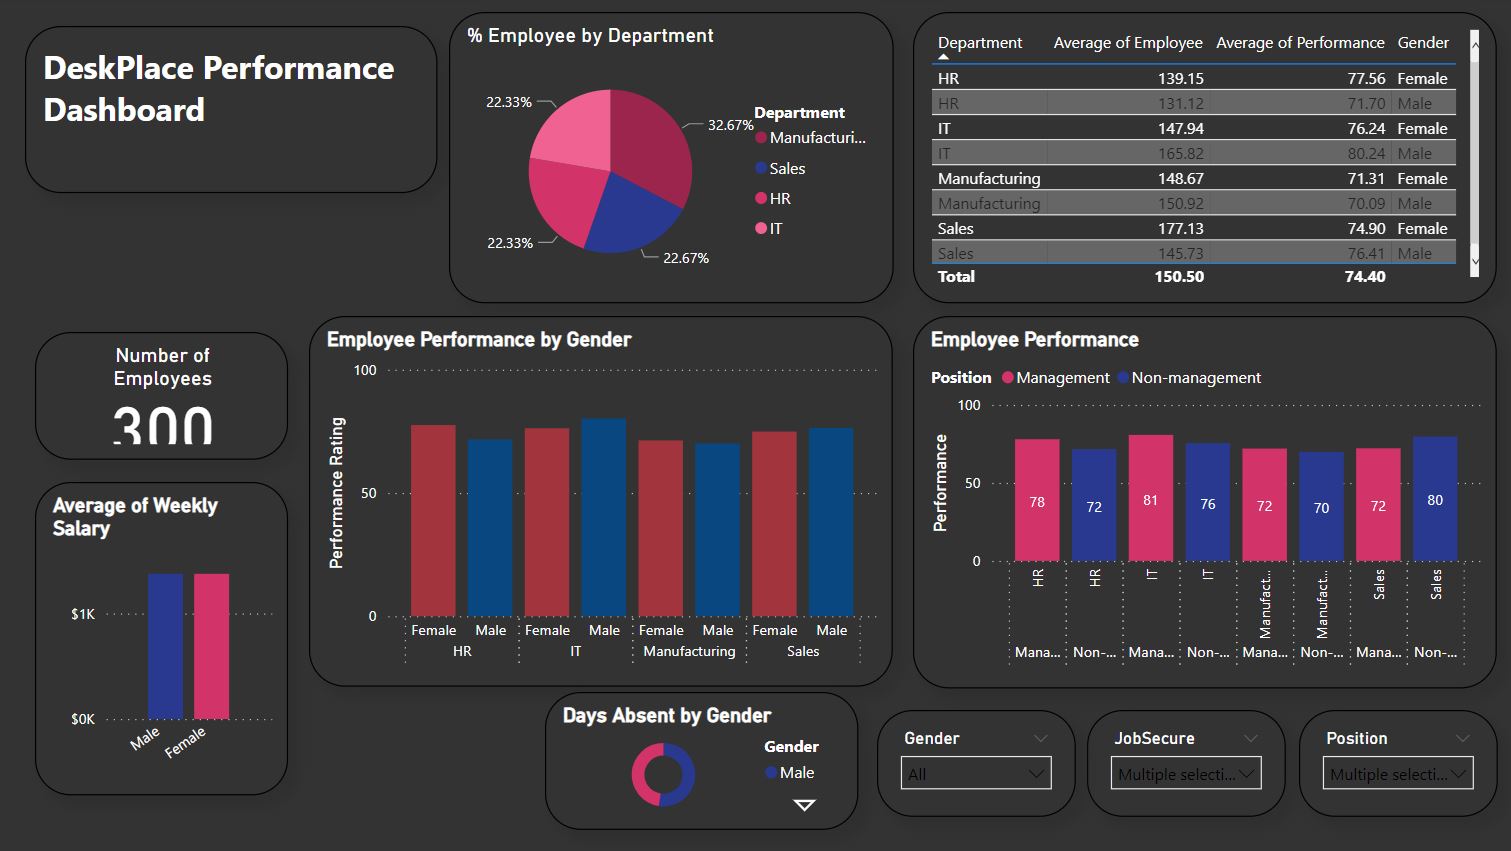 DeskPlace Performance
Dashboard
% Employee by Department
22.33%
32.67%
22.33%
22.67%
Department
Manufacturi...
Sales
HR
IT
Department Average of Employee Average of Performance Gender
HR 139.15 77.56 Female
HR 131.12 71.70 Male
IT 147.94 76.24 Female
IT 165.82 80.24 Male
Manufacturing 148.67 71.31 Female
Manufacturing 150.92 70.09 Male
Sales 177.13 74.90 Female
Sales 145.73 76.41 Male
Total 150.50 74.40
Number of
Employees
300
Average of Weekly
Salary
$1K
$0K
Male Female
Employee Performance by Gender
Performance Rating
100
50
0
Female Male Female Male Female Male Female Male
HR IT Manufacturing Sales
Employee Performance
Position Management Non-management
Performance
100
50
0
78 72 81 76 72 70 72 80
HR HR IT IT Manufact... Manufact... Sales Sales
Mana... Non-... Mana... Non-... Mana... Non-... Mana... Non-...
Days Absent by Gender
Gender
Male
Gender
All
JobSecure
Multiple selecti...
Position
Multiple selecti...